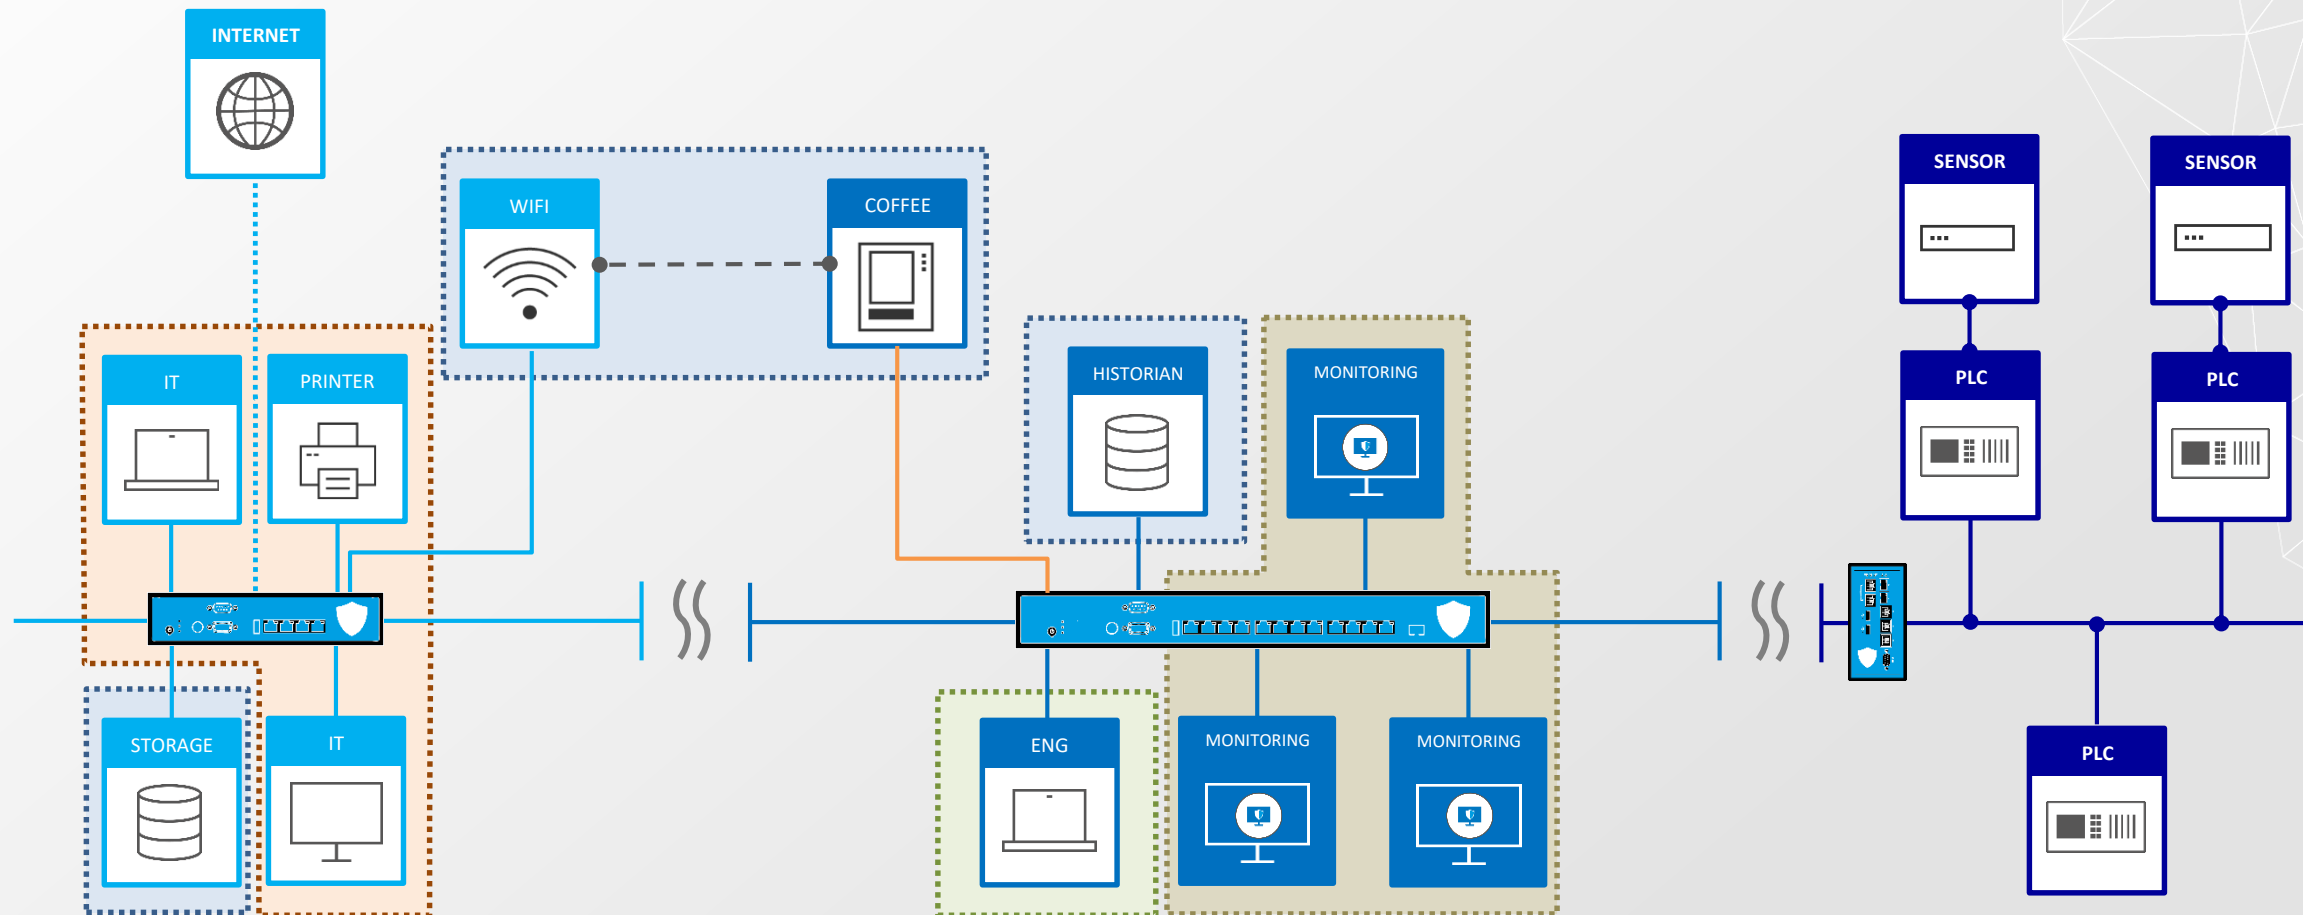 INTERNET
WIFI
COFFEE
SENSOR
SENSOR
IT
PRINTER
HISTORIAN
MONITORING
PLC
PLC
STORAGE
IT
ENG
MONITORING
MONITORING
PLC